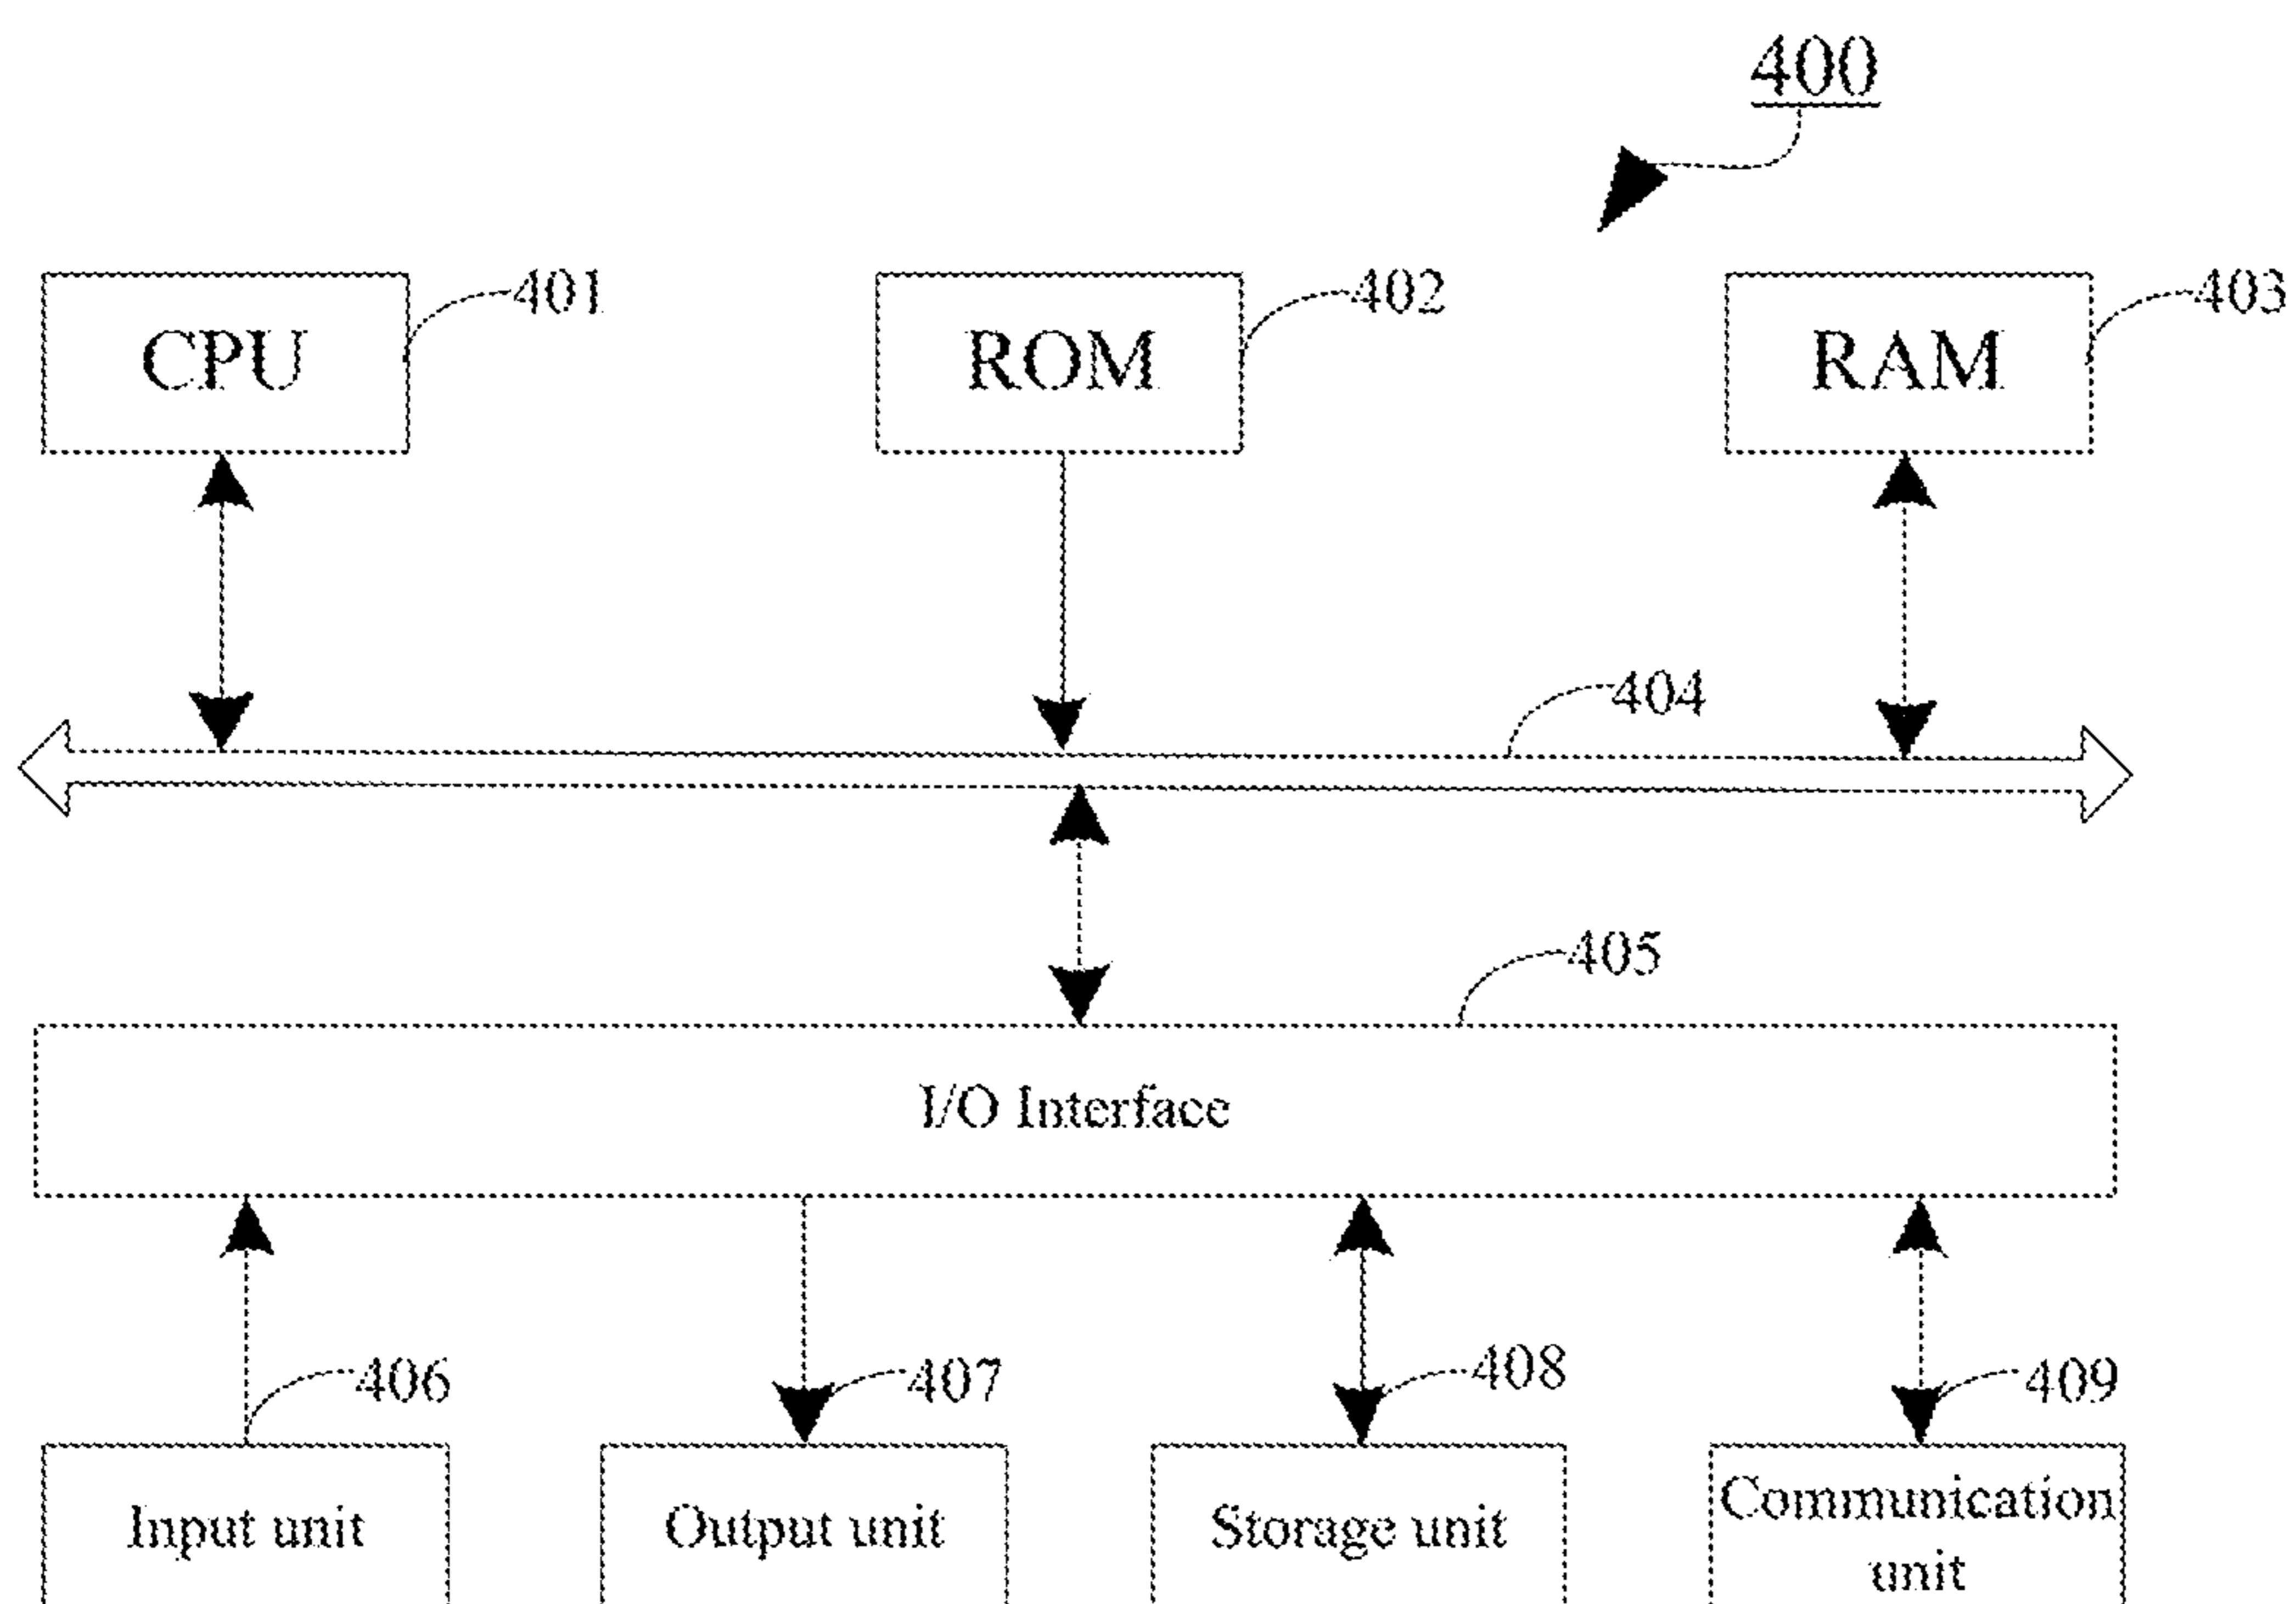 400
401
402
403
CPU
ROM
RAM
404
405
I/O Interface
406
407
408
409
Input unit
Output unit
Storage unit
Communication
unit